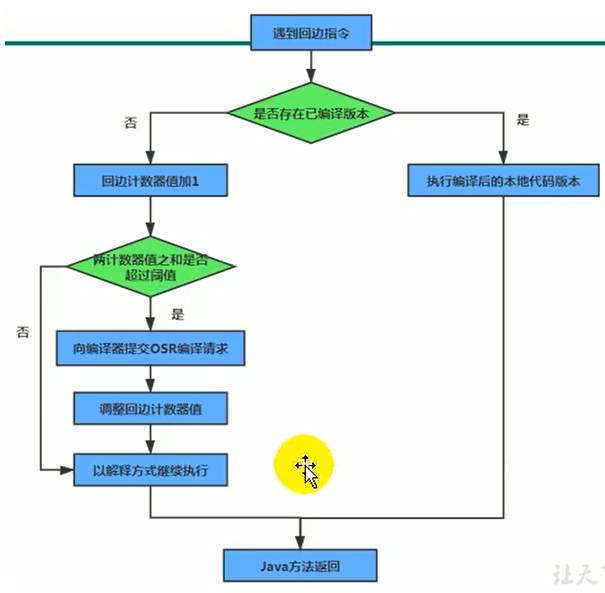 遇到回边指令
是否存在已编译版本
否
是
回边计数器值加1
执行编译后的本地代码版本
两计数器值之和是否
超过阈值
否
是
向编译器提交OSR编译请求
调整回边计数器值
以解释方式继续执行
Java方法返回
让天